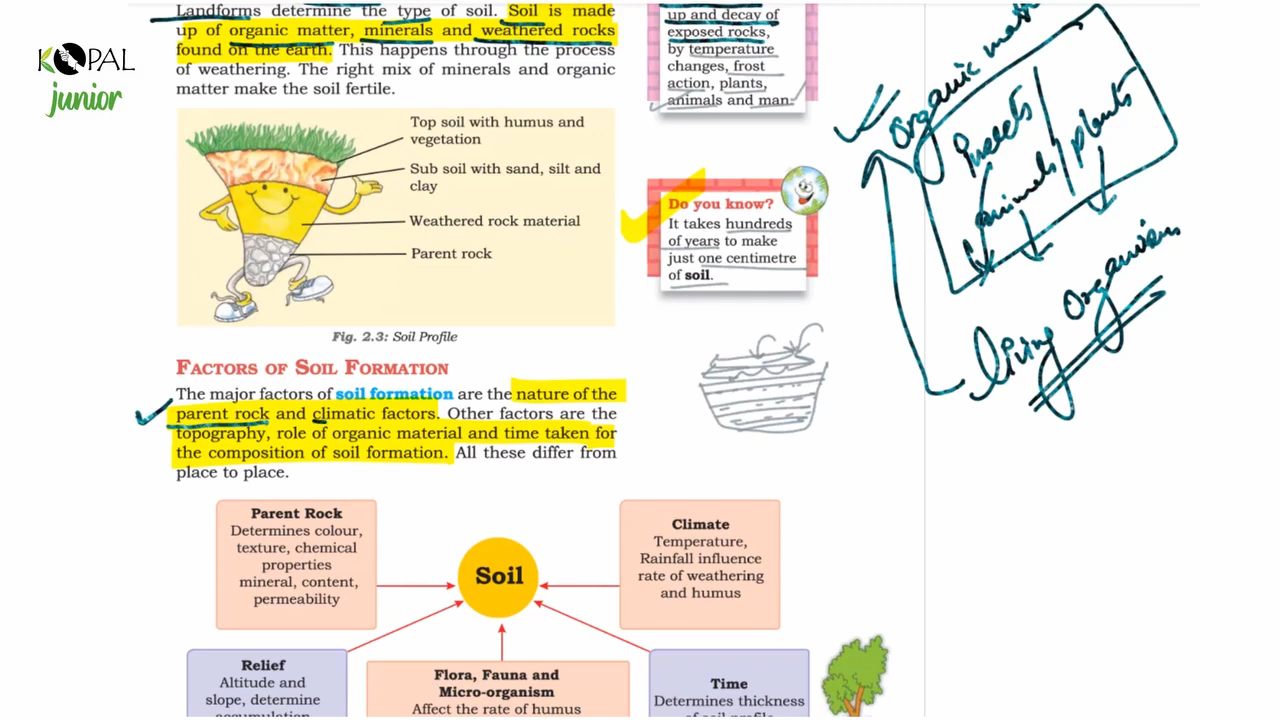 Landforms determine the type of soil. Soil is made
up of organic matter, minerals and weathered rocks
found on the earth. This happens through the process
of weathering. The right mix of minerals and organic
matter make the soil fertile.
KOPAL
junior
up and decay of
exposed rocks,
by temperature
changes, frost
action, plants,
animals and man.
Organic
insects
animals
plants
living Organisms
Top soil with humus and
vegetation
Sub soil with sand, silt and
clay
Weathered rock material
Parent rock
Fig. 2.3: Soil Profile
Do you know?
It takes hundreds
of years to make
just one centimetre
of soil.
FACTORS OF SOIL FORMATION
The major factors of soil formation are the nature of the
parent rock and climatic factors. Other factors are the
topography, role of organic material and time taken for
the composition of soil formation. All these differ from
place to place.
Parent Rock
Determines colour,
texture, chemical
properties
mineral, content,
permeability
Soil
Climate
Temperature,
Rainfall influence
rate of weathering
and humus
Relief
Altitude and
slope, determine
accumulation
Flora, Fauna and
Micro-organism
Affect the rate of humus
Time
Determines thickness
of soil profile